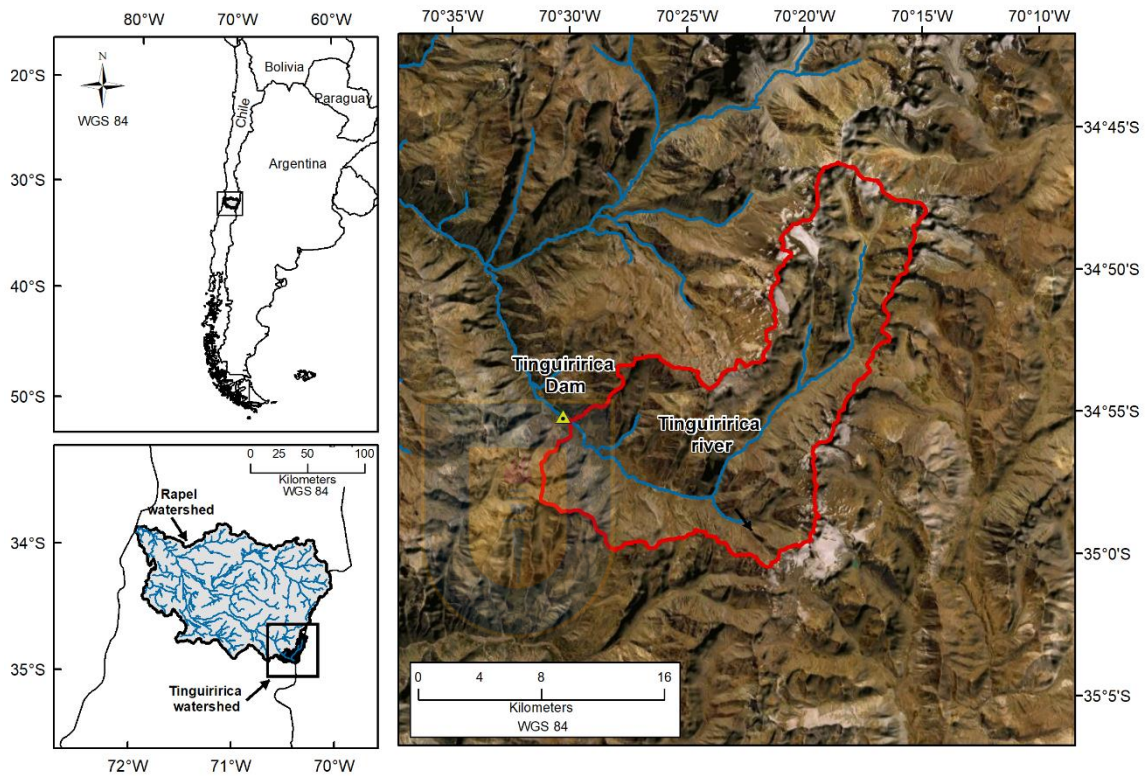 80°W
70°W
60°W
20°S
30°S
40°S
50°S
N
WGS 84
Bolivia
Paraguay
Chile
Argentina
0 25 50 100
Kilometers
WGS 84
Rapel
watershed
34°S
35°S
Tinguiririca
watershed
72°W
71°W
70°W
70°35'W
70°30'W
70°25'W
70°20'W
70°15'W
70°10'W
34°45'S
34°50'S
34°55'S
35°0'S
35°5'S
Tinguiririca
Dam
Tinguiririca
river
0 4 8 16
Kilometers
WGS 84